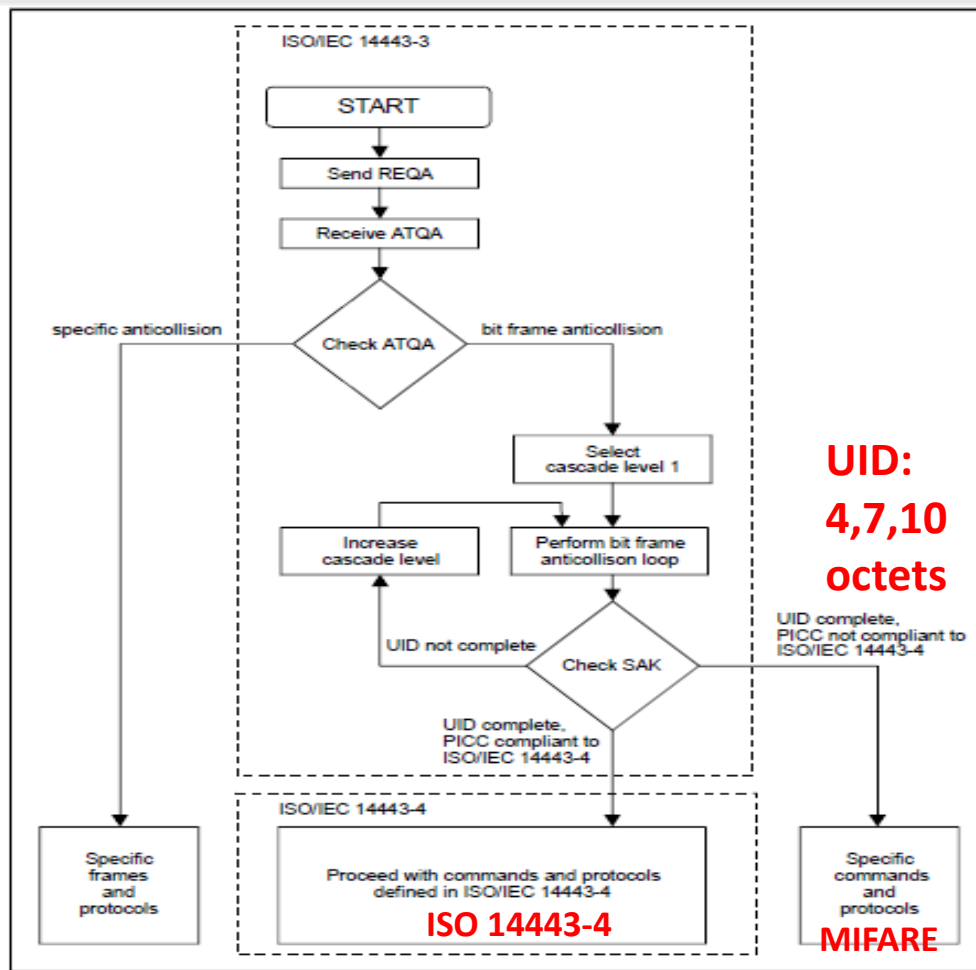 ISO/IEC 14443-3
START
Send REQA
Receive ATQA
specific anticollision
Check ATQA
bit frame anticollision
Select
cascade level 1
UID:
4,7,10
octets
Increase
cascade level
Perform bit frame
anticollison loop
UID not complete
Check SAK
UID complete,
PICC not compliant to
ISO/IEC 14443-4
UID complete,
PICC compliant to
ISO/IEC 14443-4
ISO/IEC 14443-4
Specific
frames
and
protocols
Proceed with commands and protocols
defined in ISO/IEC 14443-4
ISO 14443-4
Specific
commands
and
protocols
MIFARE